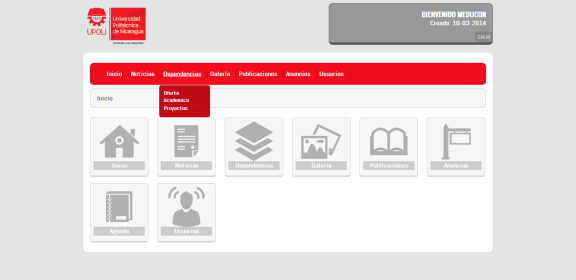 UPOLI
Universidad
Politécnica
de Nicaragua
BIENVENIDO MEDUCON
Creado: 10-03-2014
SALIR
Inicio Noticias Dependencias Galería Publicaciones Anuncios Usuarios
Oferta
Academica
Proyectos
Inicio
Inicio Noticias Dependencias Galería Publicaciones Anuncios
Agenda Usuarios